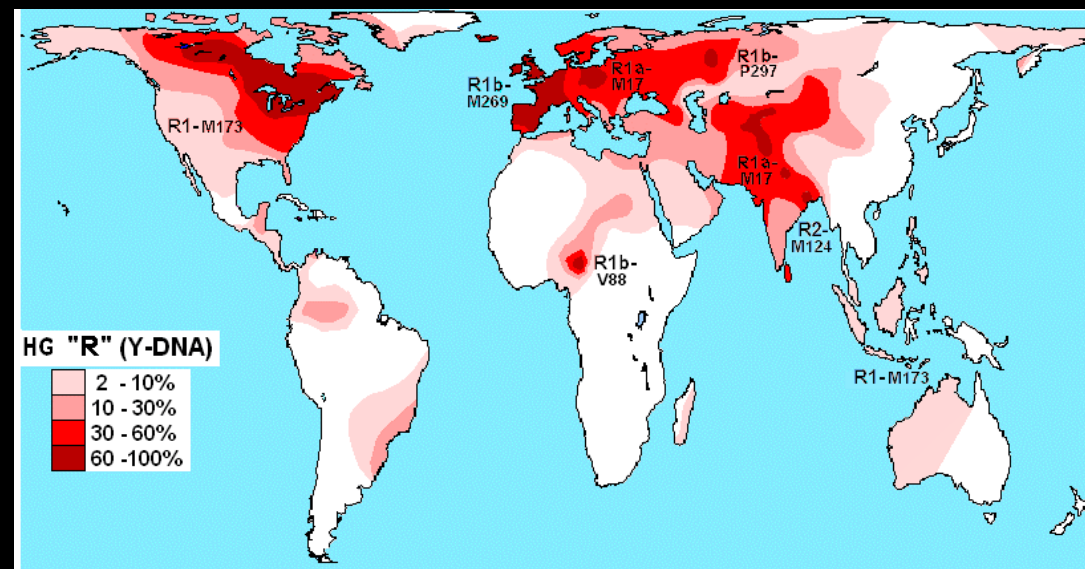 R1b-
M269
R1a-
M17
R1b-
P297
R1-M173
R1a-
M17
R2-
M124
R1b-
V88
R1-M173
HG "R" (Y-DNA)
2 -10%
10 -30%
30 -60%
60 -100%